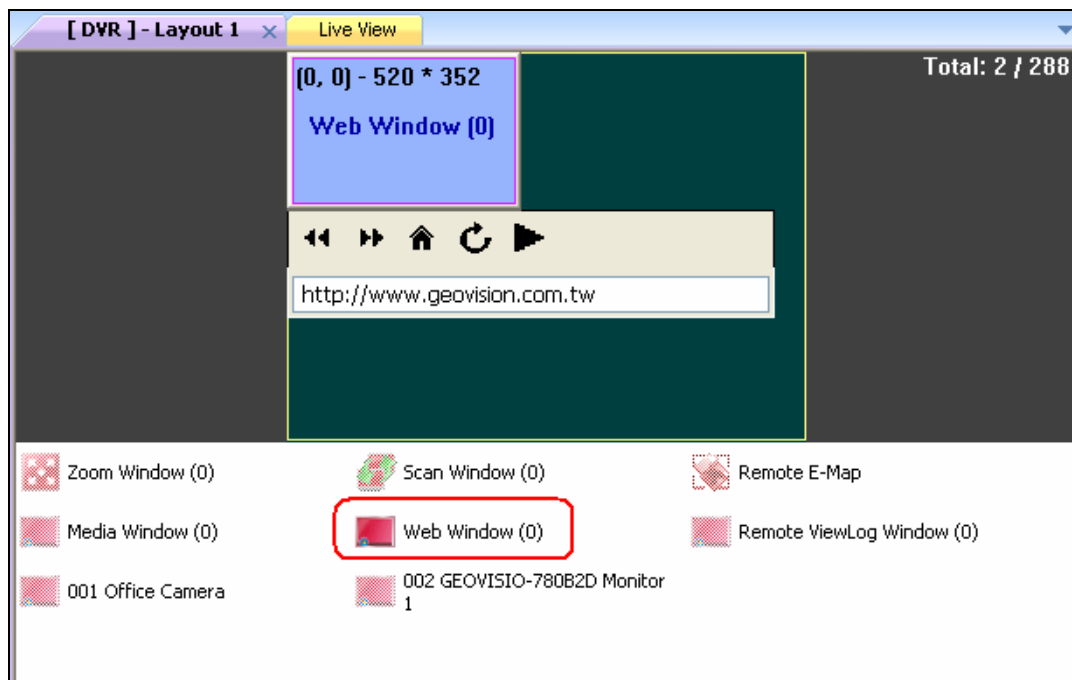 [ DVR ] - Layout 1
Live View
Total: 2 / 288
(0, 0) - 520 * 352
Web Window (0)
http://www.geovision.com.tw
Zoom Window (0)
Scan Window (0)
Remote E-Map
Media Window (0)
Web Window (0)
Remote ViewLog Window (0)
001 Office Camera
002 GEOVISIO-780B2D Monitor
1